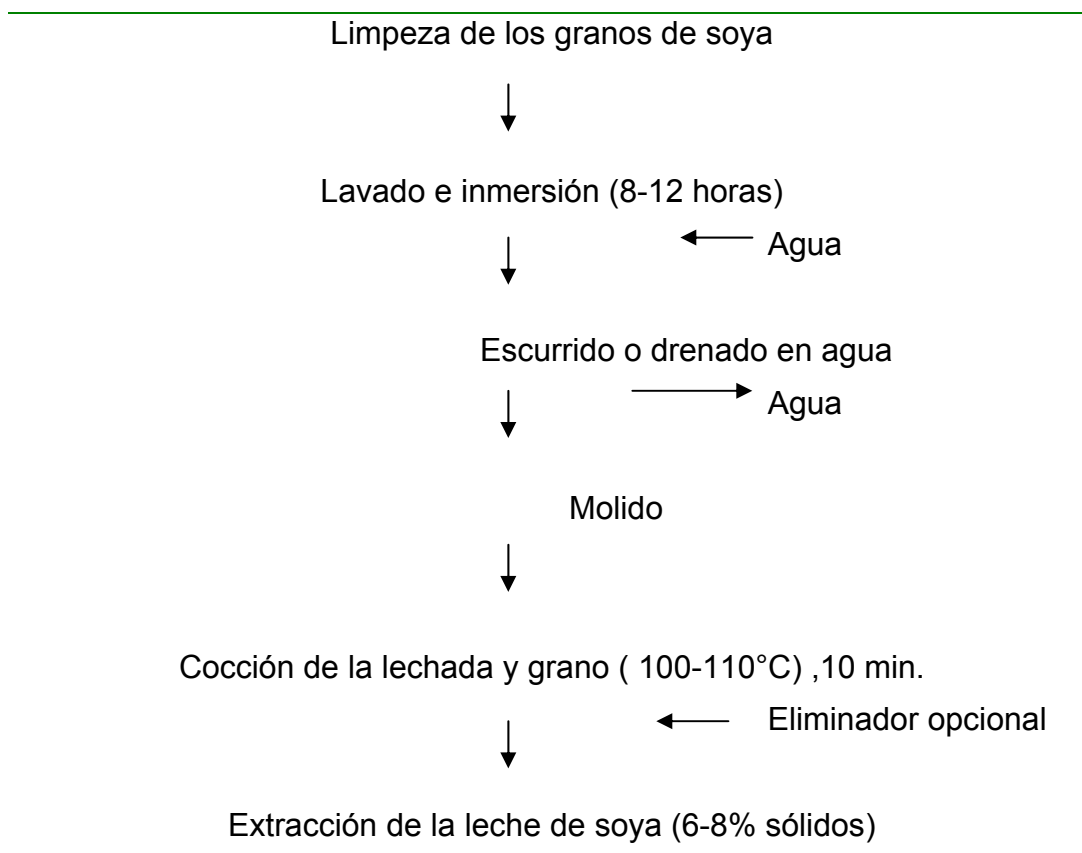 Limpeza de los granos de soya
Lavado e inmersión (8-12 horas)
Agua
Escurrido o drenado en agua
Agua
Molido
Cocción de la lechada y grano ( 100-110°C) ,10 min.
Eliminador opcional
Extracción de la leche de soya (6-8% sólidos)